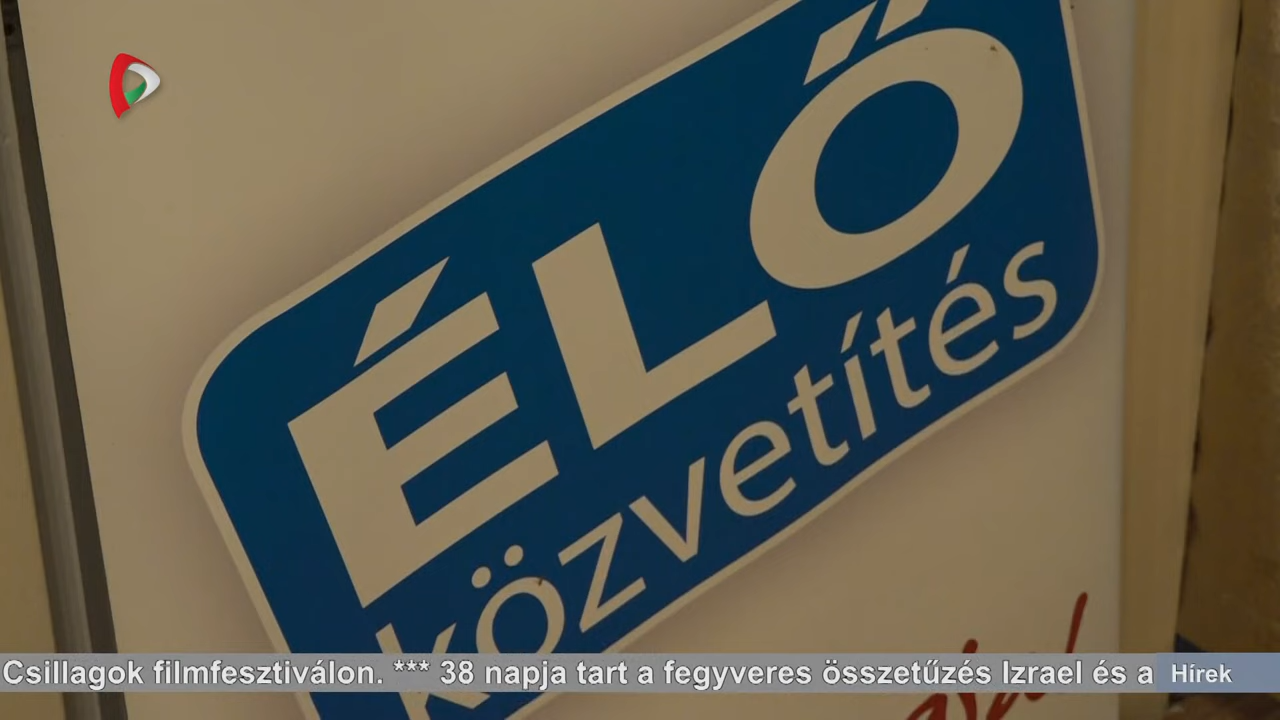 ÉLŐ
közvetítés
Csillagok filmfesztiválon. *** 38 napja tart a fegyveres összetűzés Izrael és a
Hírek